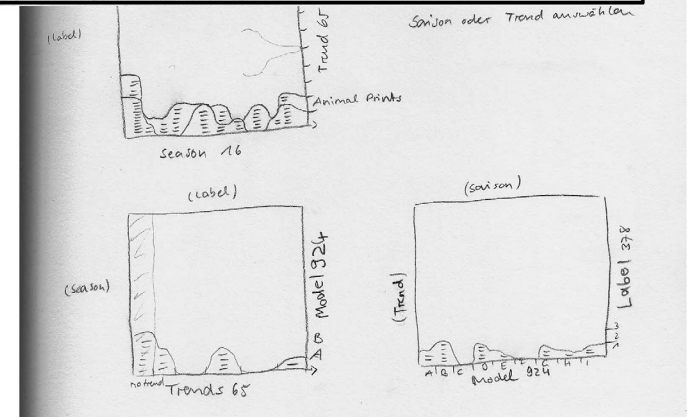 Saison oder Trend auswählen
(Label)
Trend 65
Animal Prints
Season 16
(Label)
(Season)
Model 924
B
A
no trend
Trends 65
(Saison)
(Trend)
Label 378
3
2
1
A B C D E F G H I
Model 924